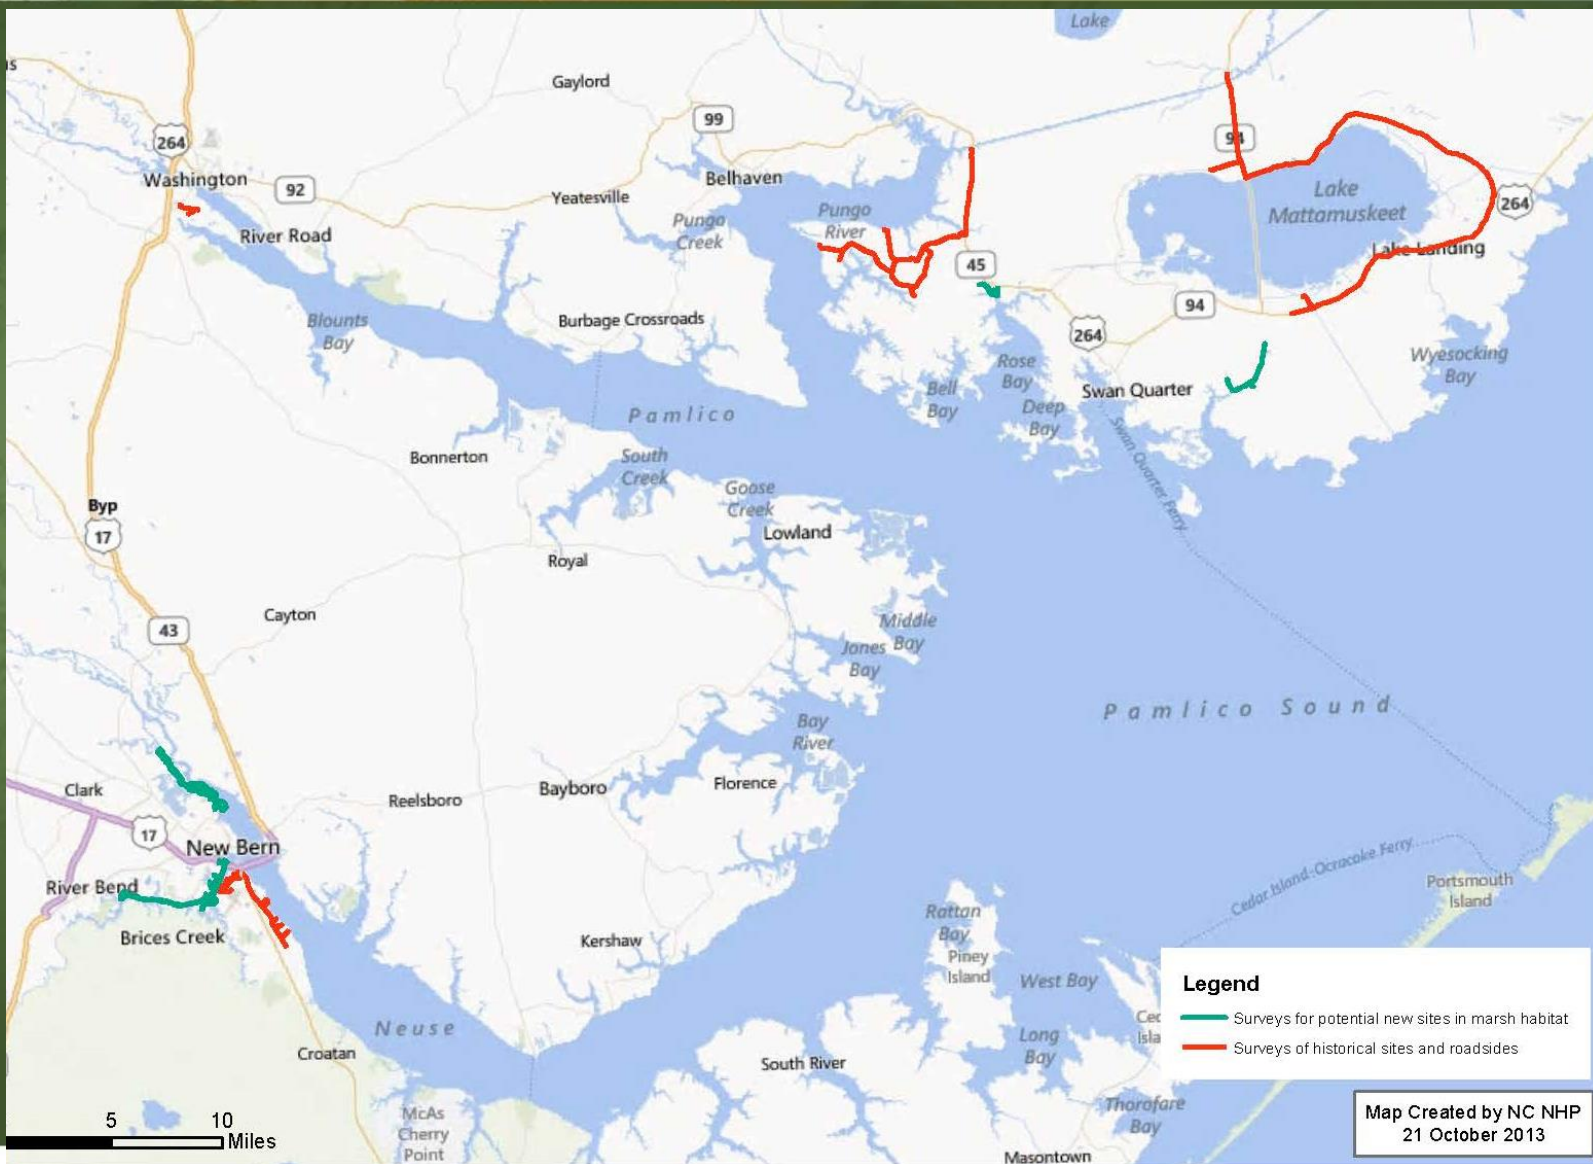 Lake
Gaylord
99
264
94
Washington
92
Belhaven
Yeatesville
Lake
Mattamuskeet
264
Pungo
Creek
Pungo
River
River Road
Lake Landing
45
94
Blounts
Bay
Burbage Crossroads
264
Wyesocking
Bay
Rose
Bay
Swan Quarter
Bell
Bay
Deep
Bay
Pamlico
Swan Quarter Ferry
Bonnerton
South
Creek
Goose
Creek
Byp
17
Lowland
Royal
Cayton
43
Middle
Bay
Jones
Bay
Pamlico Sound
Bay
River
Clark
Reelsboro
Bayboro
Florence
17
New Bern
River Bend
Cedar Island-Ocracoke Ferry
Portsmouth
Island
Brices Creek
Kershaw
Rattan
Bay
Piney
Island
West Bay
Neuse
Croatan
Long
Bay
South River
Thorofare
Bay
McAs
Cherry
Point
Masontown
Legend
Surveys for potential new sites in marsh habitat
Surveys of historical sites and roadsides
5 10
Miles
Map Created by NC NHP
21 October 2013